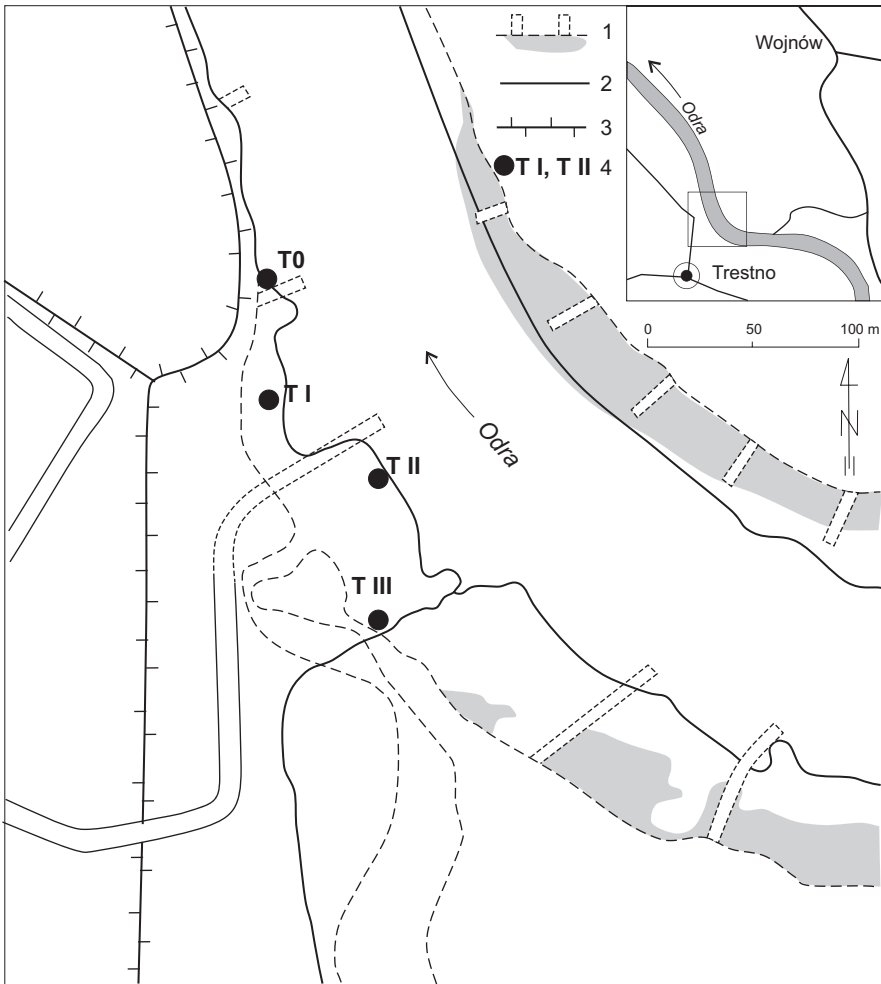 1
2
3
T I, T II 4
Wojnów
Odra
Trestno
0 50 100 m
N
T0
T I
Odra
T II
T III